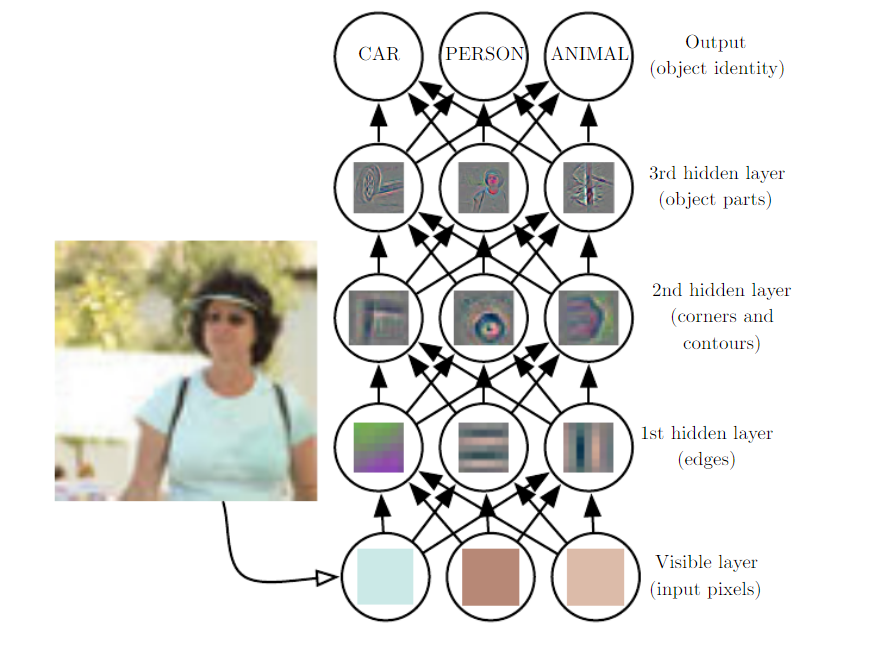 CAR
PERSON
ANIMAL
Output
(object identity)
3rd hidden layer
(object parts)
2nd hidden layer
(corners and
contours)
1st hidden layer
(edges)
Visible layer
(input pixels)